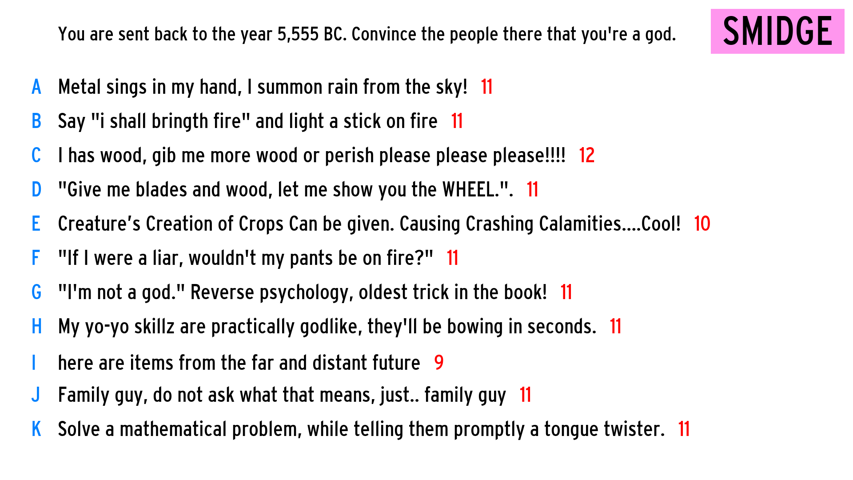 You are sent back to the year 5,555 BC. Convince the people there that you're a god.
SMIDGE
A Metal sings in my hand, I summon rain from the sky! 11
B Say "i shall bringth fire" and light a stick on fire 11
C I has wood, gib me more wood or perish please please please!!!! 12
D "Give me blades and wood, let me show you the WHEEL.". 11
E Creature's Creation of Crops Can be given. Causing Crashing Calamities....Cool! 10
F "If I were a liar, wouldn't my pants be on fire?" 11
G "I'm not a god." Reverse psychology, oldest trick in the book! 11
H My yo-yo skillz are practically godlike, they'll be bowing in seconds. 11
I here are items from the far and distant future 9
J Family guy, do not ask what that means, just.. family guy 11
K Solve a mathematical problem, while telling them promptly a tongue twister. 11